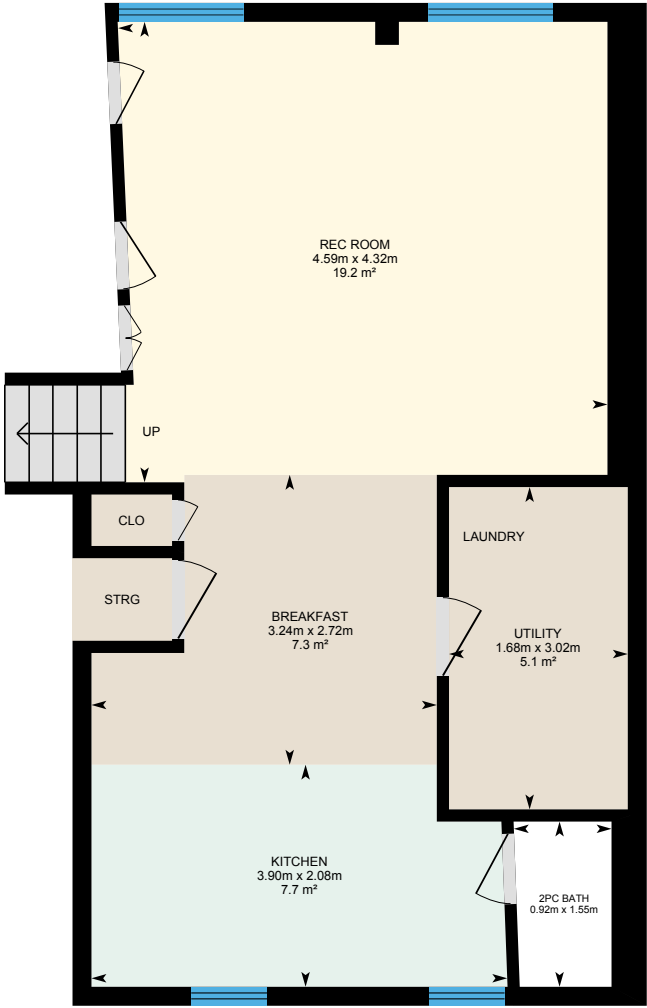 REC ROOM
4.59m x 4.32m
19.2 m²
UP
CLO
LAUNDRY
STRG
BREAKFAST
3.24m x 2.72m
7.3 m²
UTILITY
1.68m x 3.02m
5.1 m²
KITCHEN
3.90m x 2.08m
7.7 m²
2PC BATH
0.92m x 1.55m